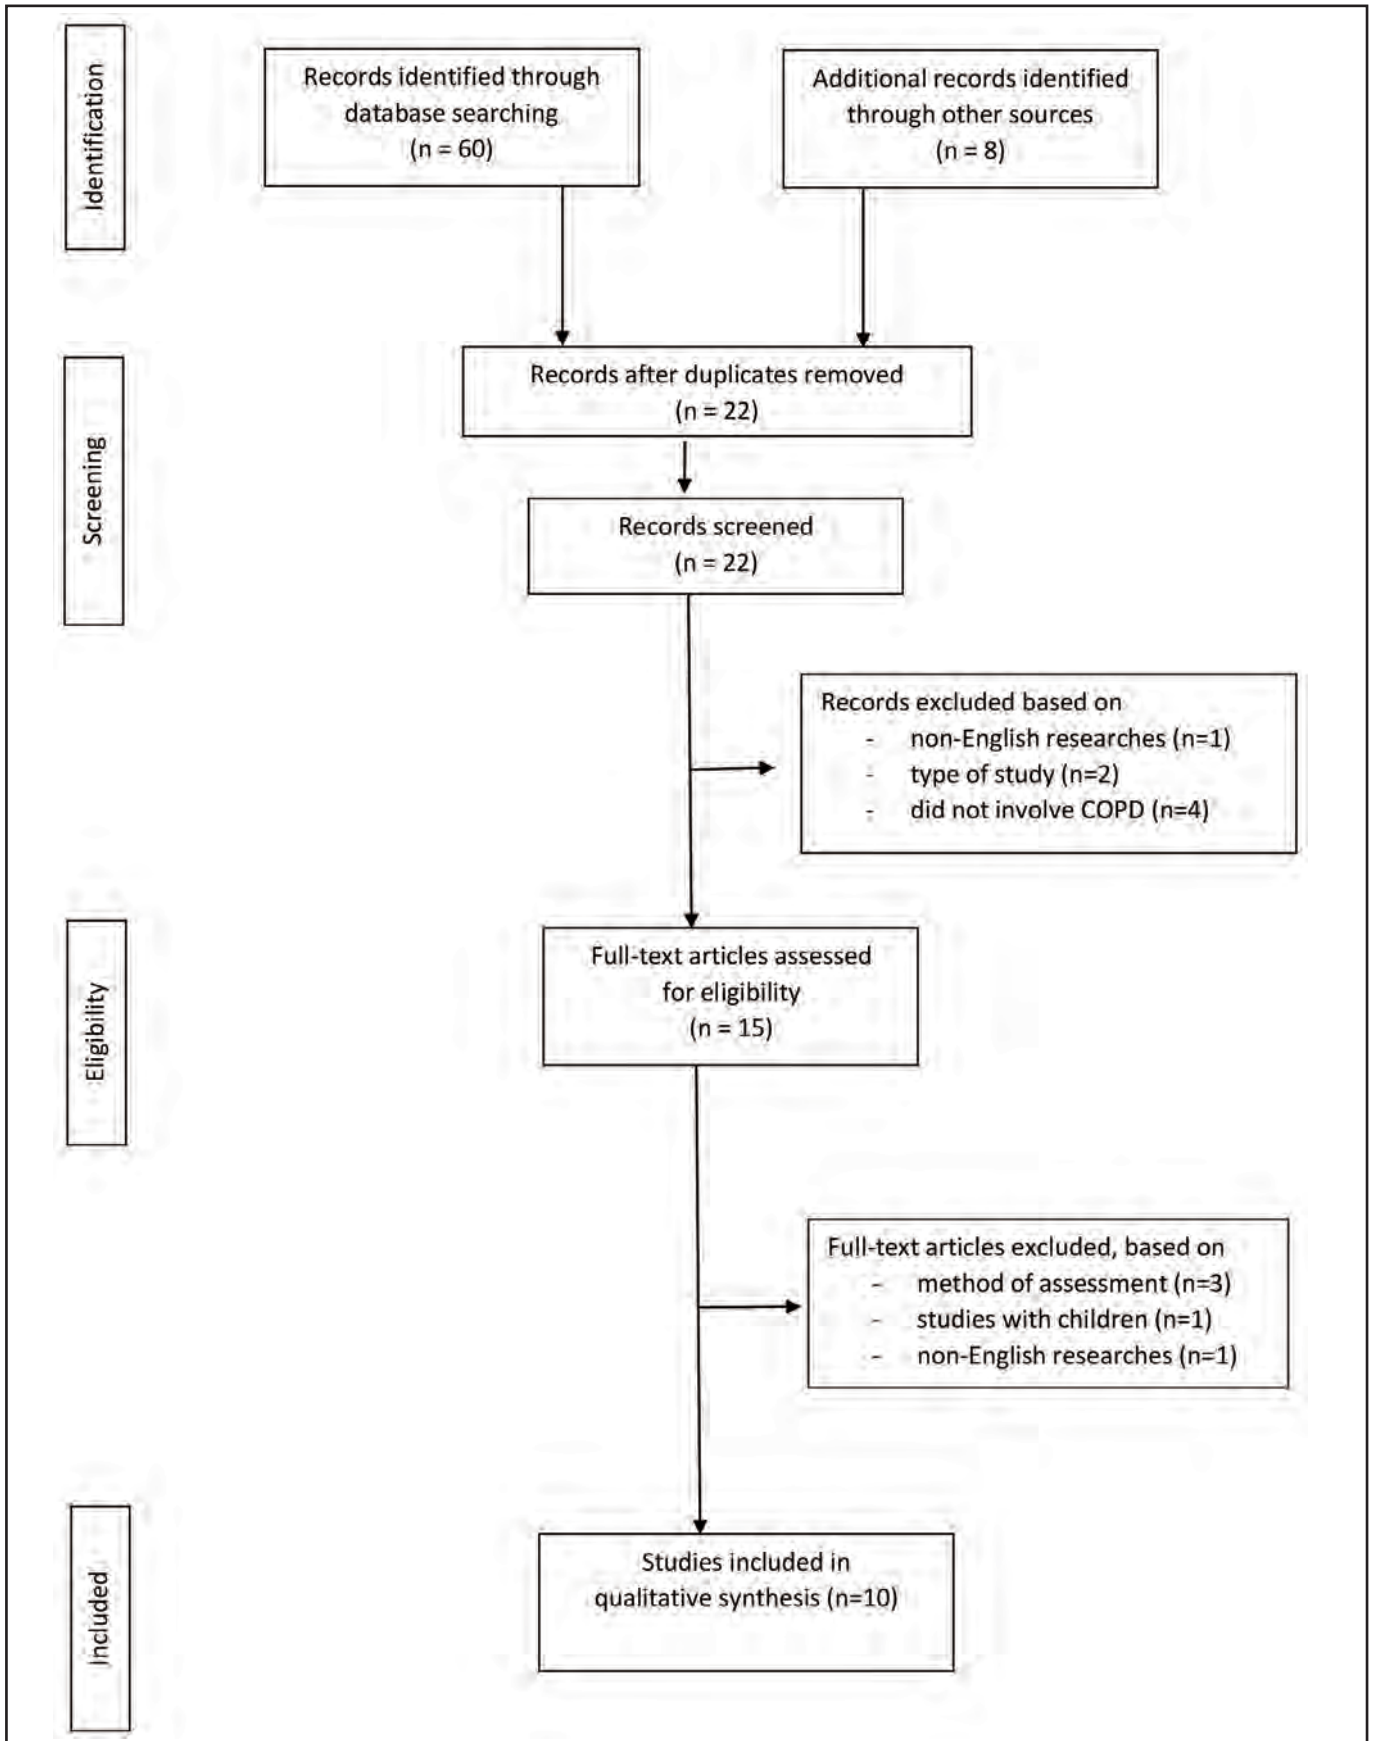 Identification
Records identified through
database searching
(n = 60)
Additional records identified
through other sources
(n = 8)
Screening
Records after duplicates removed
(n = 22)
Records screened
(n = 22)
Records excluded based on
- non-English researches (n=1)
- type of study (n=2)
- did not involve COPD (n=4)
Eligibility
Full-text articles assessed
for eligibility
(n = 15)
Full-text articles excluded, based on
- method of assessment (n=3)
- studies with children (n=1)
- non-English researches (n=1)
Included
Studies included in
qualitative synthesis (n=10)